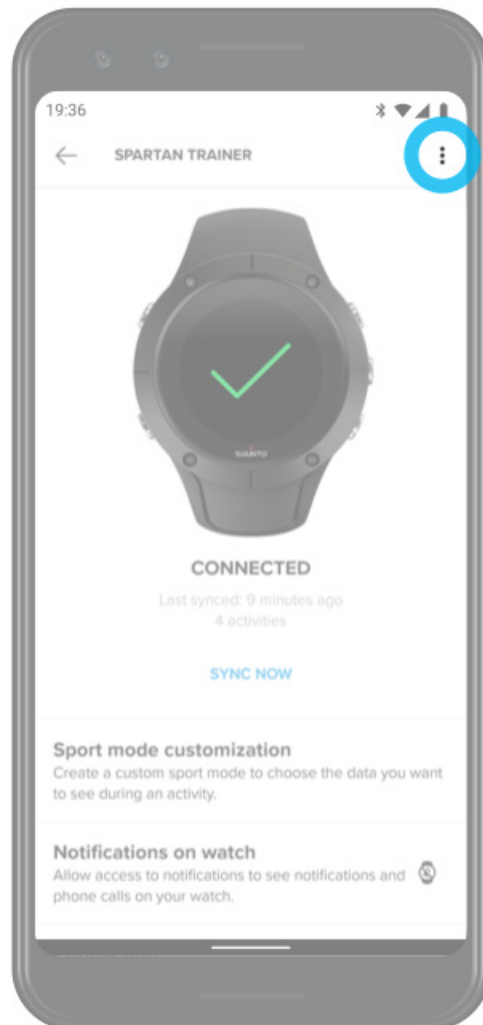 19:36
SPARTAN TRAINER
SUUNTO
CONNECTED
Last synced: 9 minutes ago
4 activities
SYNC NOW
Sport mode customization
Create a custom sport mode to choose the data you want
to see during an activity.
Notifications on watch
Allow access to notifications to see notifications and
phone calls on your watch.